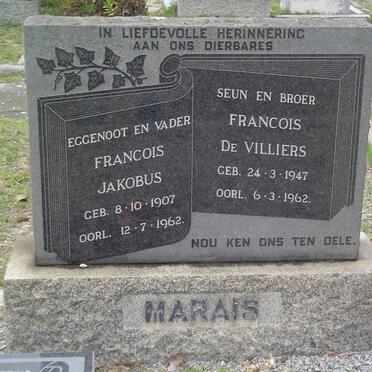 IN LIEFDEVOLLE HERINNERING
AAN ONS DIERBARES
EGGENOOT EN VADER
FRANCOIS
JAKOBUS
GEB. 8·10·1907
OORL. 12·7·1962.
SEUN EN BROER
FRANCOIS
DE VILLIERS
GEB. 24·3·1947
OORL. 6·3·1962.
NOU KEN ONS TEN DELE.
MARAIS